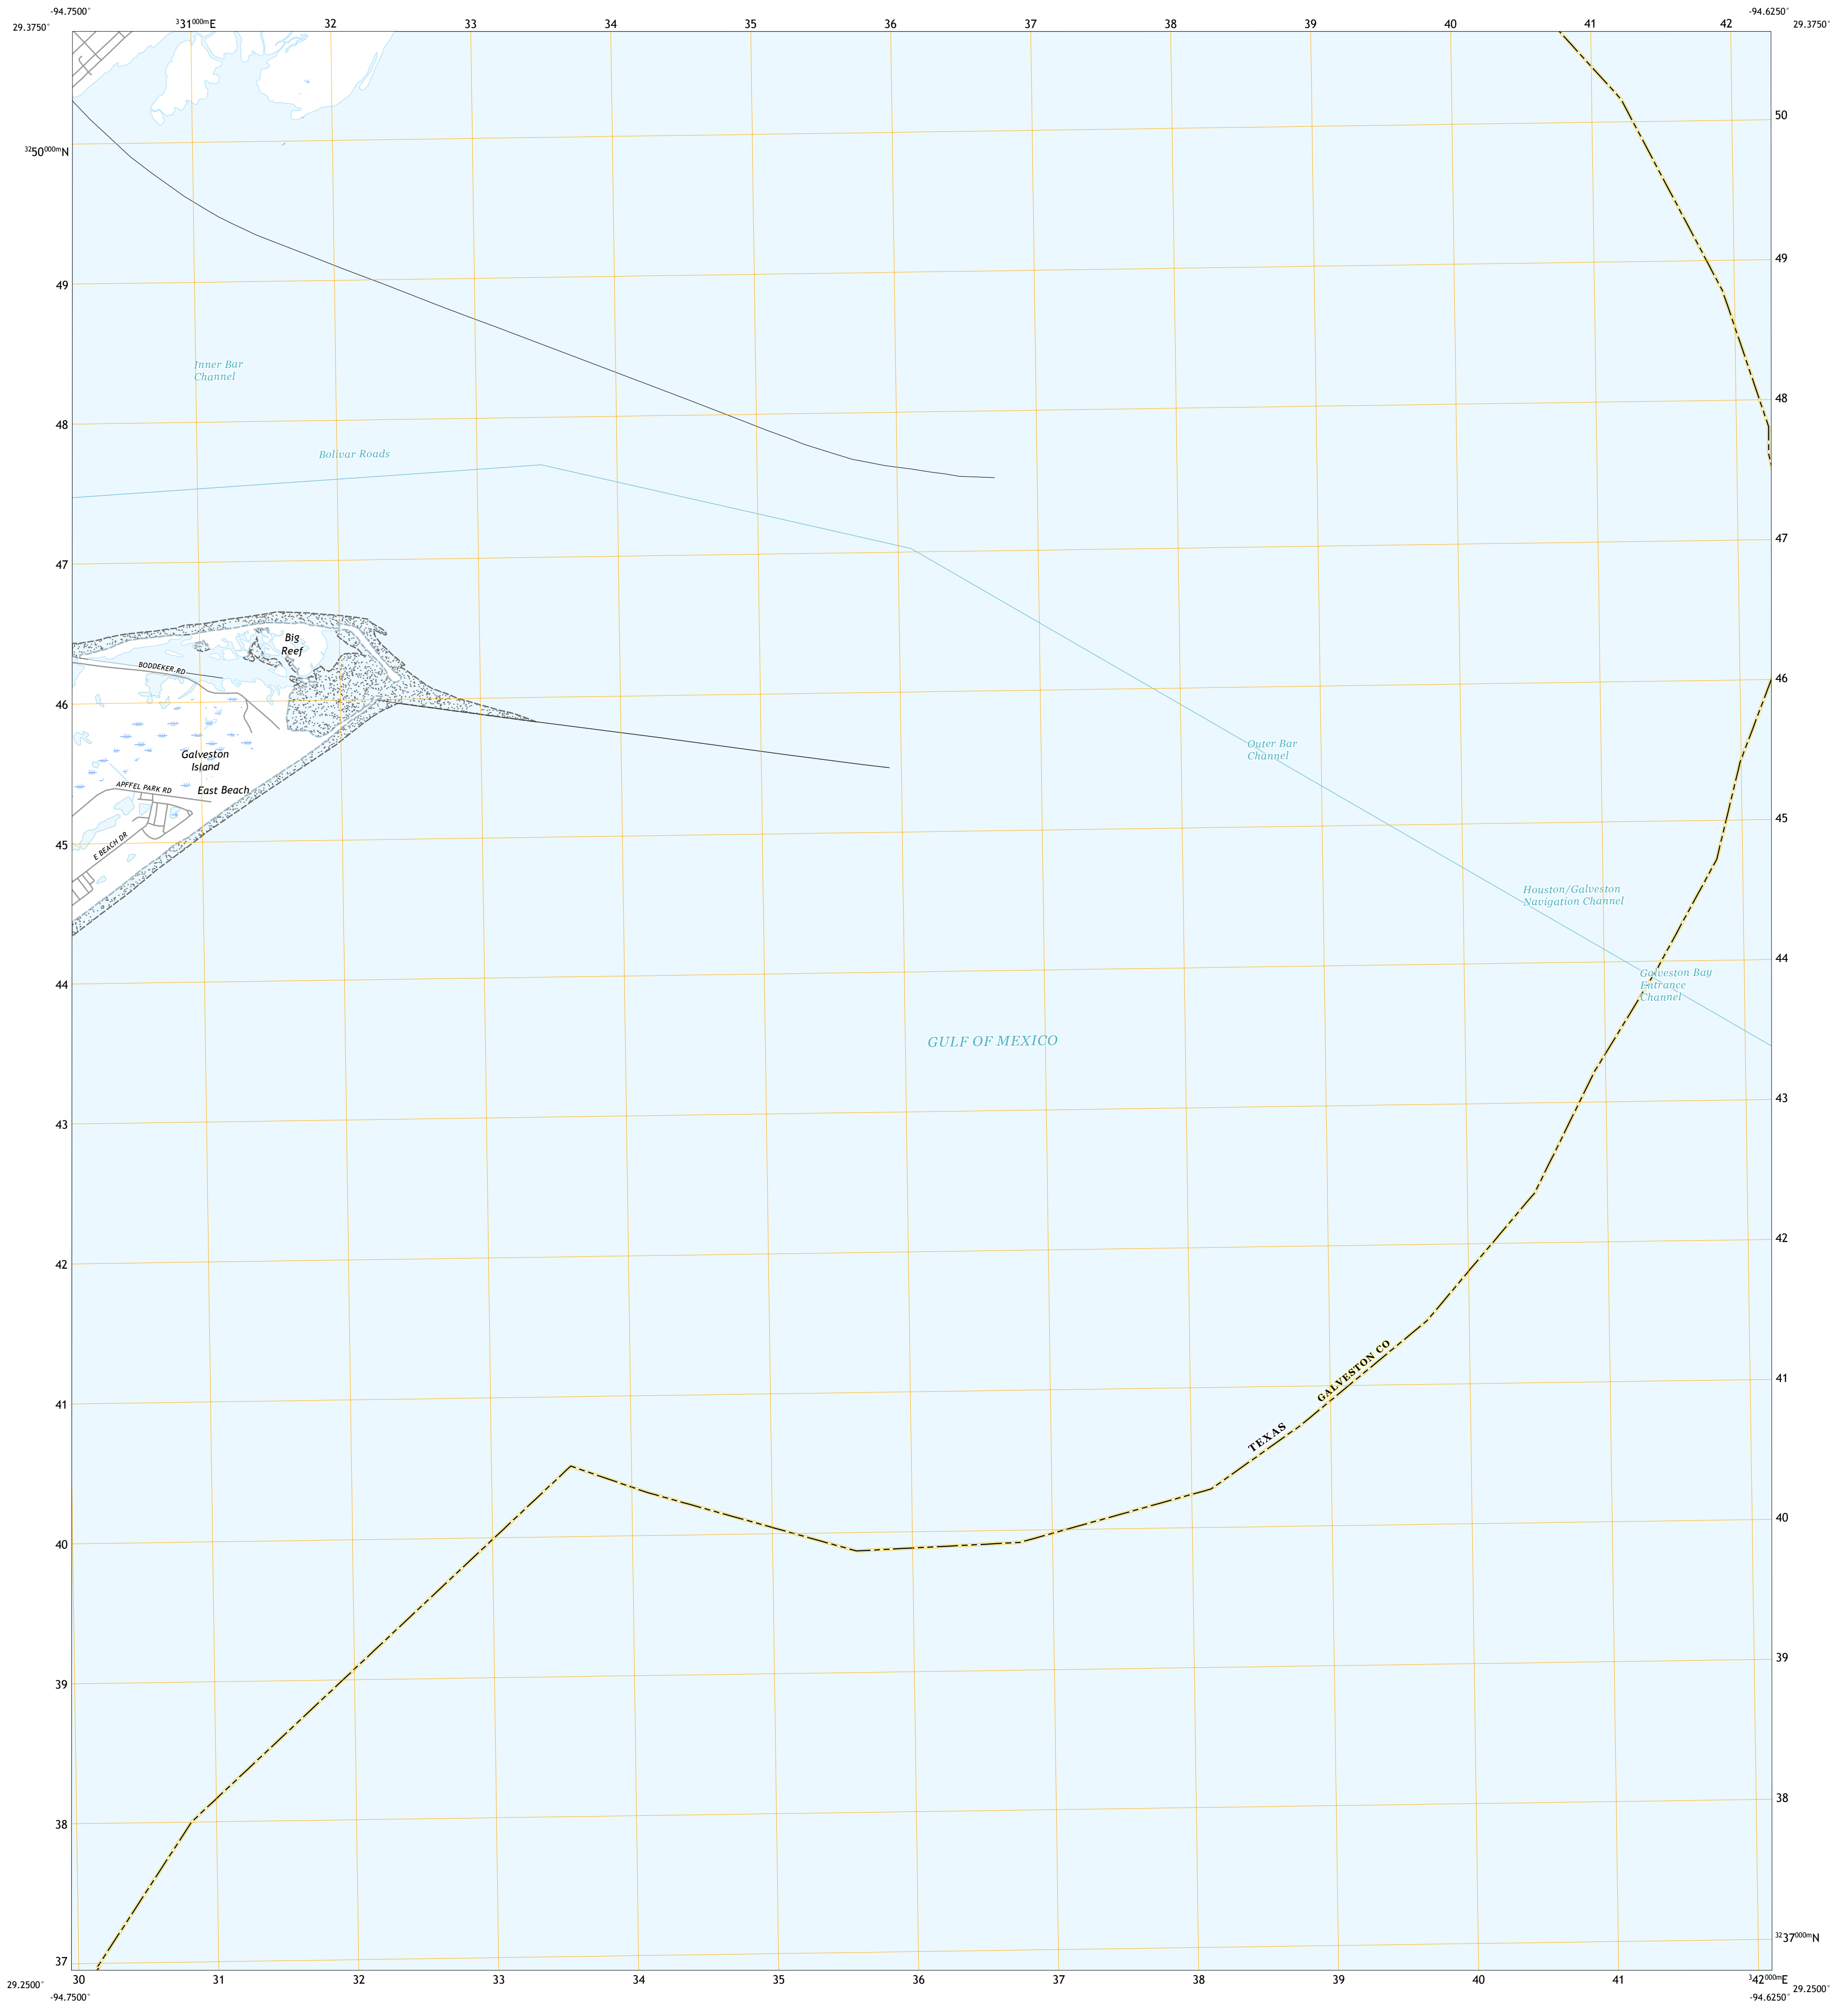 -94.7500°
-94.6250°
29.3750°
³31⁰⁰⁰ᵐE 32 33 34 35 36 37 38 39 40 41 42
29.3750°
50
³²50⁰⁰⁰ᵐN
49
49
Inner Bar
Channel
48
48
Bolivar Roads
47
47
Big
Reef
BODDEKER RD
46
46
Outer Bar
Channel
Galveston
Island
APFFEL PARK RD
East Beach
45
E BEACH DR
45
Houston/Galveston
Navigation Channel
44
44
Galveston Bay
Entrance
Channel
GULF OF MEXICO
43
43
42
42
GALVESTON CO
41
41
TEXAS
40
40
39
39
38
38
³²37⁰⁰⁰ᵐN
37
30 31 32 33 34 35 36 37 38 39 40 41 ³42⁰⁰⁰ᵐE
29.2500°
29.2500°
-94.7500°
-94.6250°